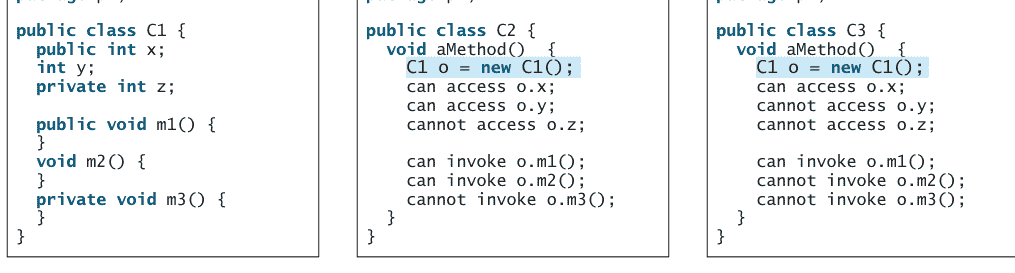 public class C1 {
public int x;
int y;
private int z;
public void m1() {
}
void m2() {
}
private void m3() {
}
}
public class C2 {
void aMethod() {
C1 o = new C1();
can access o.x;
can access o.y;
cannot access o.z;
can invoke o.m1();
can invoke o.m2();
cannot invoke o.m3();
}
}
public class C3 {
void aMethod() {
C1 o = new C1();
can access o.x;
cannot access o.y;
cannot access o.z;
can invoke o.m1();
cannot invoke o.m2();
cannot invoke o.m3();
}
}